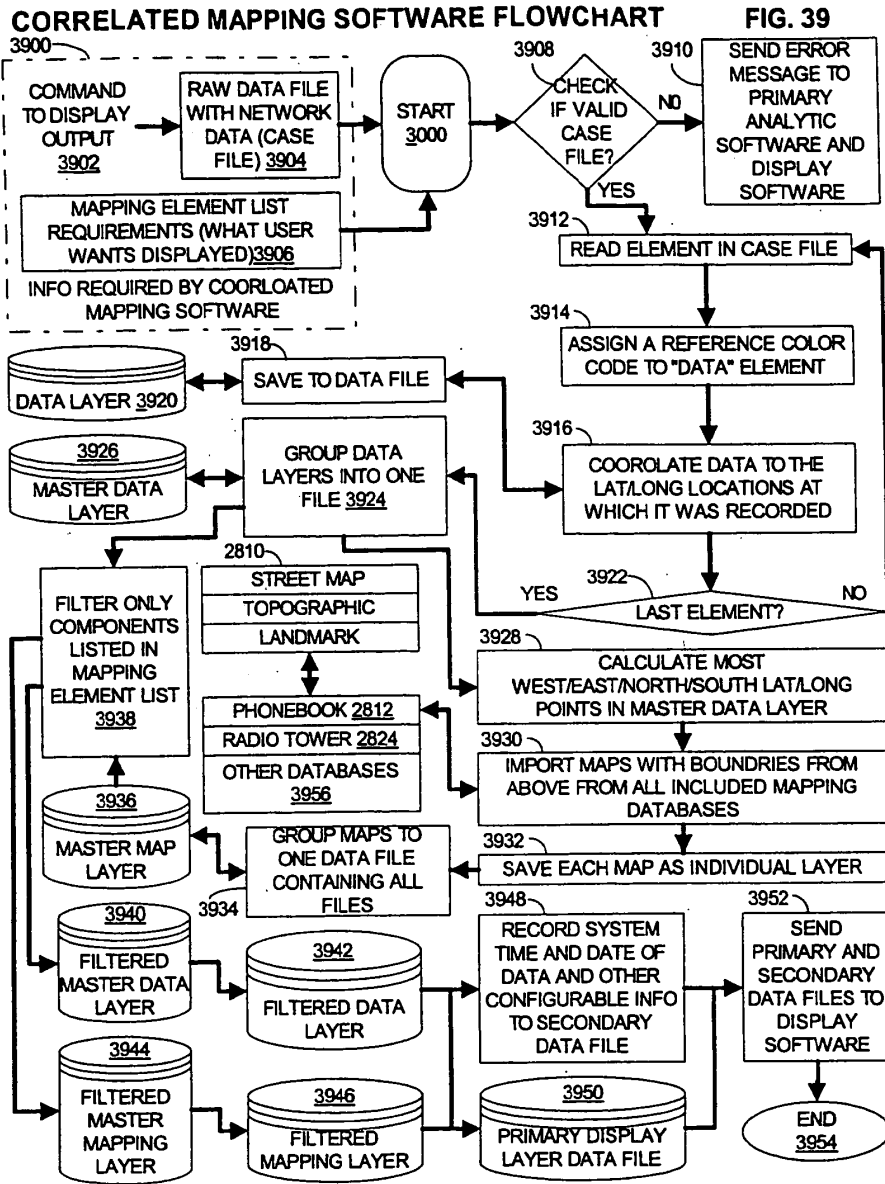 CORRELATED MAPPING SOFTWARE FLOWCHART
FIG. 39
3900
COMMAND
TO DISPLAY
OUTPUT
3902
RAW DATA FILE
WITH NETWORK
DATA (CASE
FILE) 3904
MAPPING ELEMENT LIST
REQUIREMENTS (WHAT USER
WANTS DISPLAYED)3906
INFO REQUIRED BY COORLOATED
MAPPING SOFTWARE
START
3000
3908
CHECK
IF VALID
CASE
FILE?
NO
YES
3910
SEND ERROR
MESSAGE TO
PRIMARY
ANALYTIC
SOFTWARE AND
DISPLAY
SOFTWARE
3912
READ ELEMENT IN CASE FILE
3914
ASSIGN A REFERENCE COLOR
CODE TO "DATA" ELEMENT
3916
COOROLATE DATA TO THE
LAT/LONG LOCATIONS AT
WHICH IT WAS RECORDED
3918
SAVE TO DATA FILE
DATA LAYER 3920
3922
LAST ELEMENT?
YES
NO
GROUP DATA
LAYERS INTO ONE
FILE 3924
3926
MASTER DATA
LAYER
2810
STREET MAP
TOPOGRAPHIC
LANDMARK
PHONEBOOK 2812
RADIO TOWER 2824
OTHER DATABASES
3956
3928
CALCULATE MOST
WEST/EAST/NORTH/SOUTH LAT/LONG
POINTS IN MASTER DATA LAYER
3930
IMPORT MAPS WITH BOUNDRIES FROM
ABOVE FROM ALL INCLUDED MAPPING
DATABASES
3932
SAVE EACH MAP AS INDIVIDUAL LAYER
3934
GROUP MAPS TO
ONE DATA FILE
CONTAINING ALL
FILES
3936
MASTER MAP
LAYER
FILTER ONLY
COMPONENTS
LISTED IN
MAPPING
ELEMENT LIST
3938
3940
FILTERED
MASTER DATA
LAYER
3942
FILTERED DATA
LAYER
3944
FILTERED
MASTER
MAPPING
LAYER
3946
FILTERED
MAPPING LAYER
3948
RECORD SYSTEM
TIME AND DATE OF
DATA AND OTHER
CONFIGURABLE INFO
TO SECONDARY
DATA FILE
3950
PRIMARY DISPLAY
LAYER DATA FILE
3952
SEND
PRIMARY AND
SECONDARY
DATA FILES TO
DISPLAY
SOFTWARE
END
3954